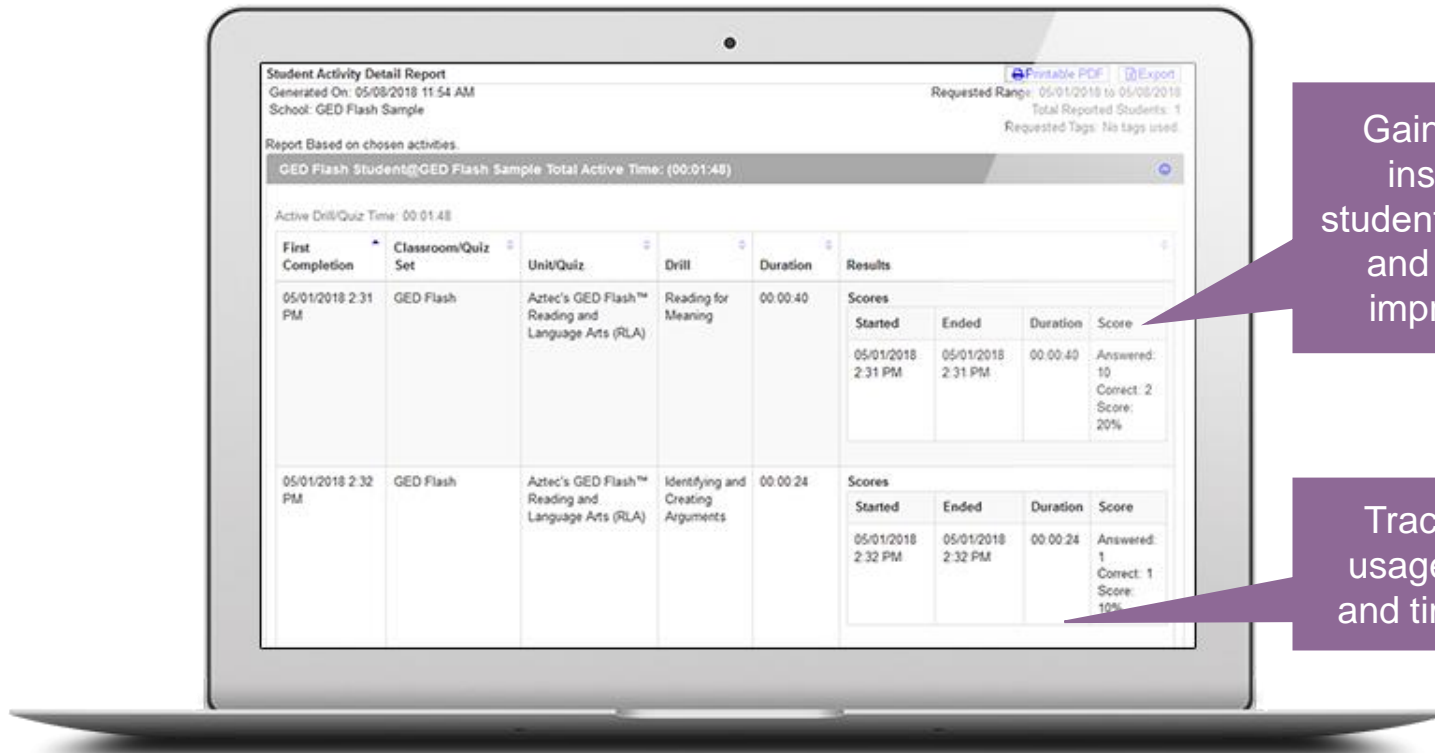 Student Activity Detail Report
Printable PDF
Export
Generated On: 05/08/2018 11:54 AM
Requested Range: 05/01/2018 to 05/08/2018
School: GED Flash Sample
Total Reported Students: 1
Requested Tags: No tags used.
Report Based on chosen activities.
GED Flash Student@GED Flash Sample Total Active Time: (00:01:48)
Active Drill/Quiz Time: 00:01:48
First
Completion
Classroom/Quiz
Set
Unit/Quiz
Drill
Duration
Results
05/01/2018 2:31
PM
GED Flash
Aztec's GED Flash™
Reading and
Language Arts (RLA)
Reading for
Meaning
00:00:40
Scores
Started
Ended
Duration
Score
05/01/2018
2:31 PM
05/01/2018
2:31 PM
00:00:40
Answered:
10
Correct: 2
Score:
20%
05/01/2018 2:32
PM
GED Flash
Aztec's GED Flash™
Reading and
Language Arts (RLA)
Identifying and
Creating
Arguments
00:00:24
Scores
Started
Ended
Duration
Score
05/01/2018
2:32 PM
05/01/2018
2:32 PM
00:00:24
Answered:
1
Correct: 1
Score:
10%
Gain
ins
student
and
impr
Trac
usage
and tir